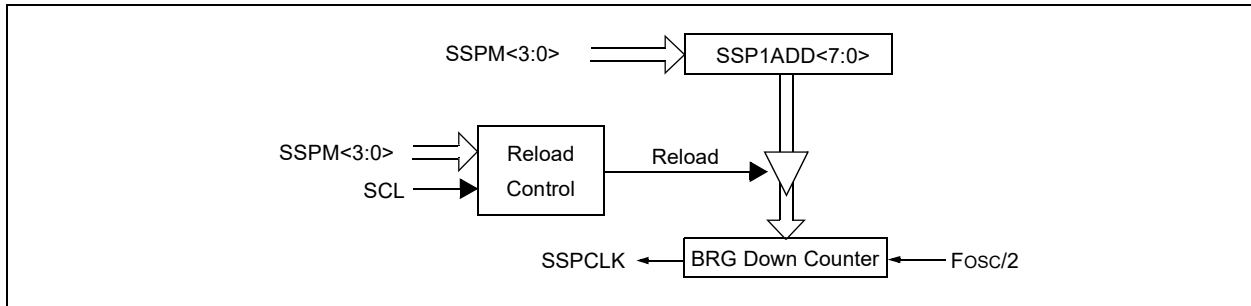 SSPM<3:0>
SSP1ADD<7:0>
SSPM<3:0>
SCL
Reload
Control
Reload
SSPCLK
BRG Down Counter
FOSC/2